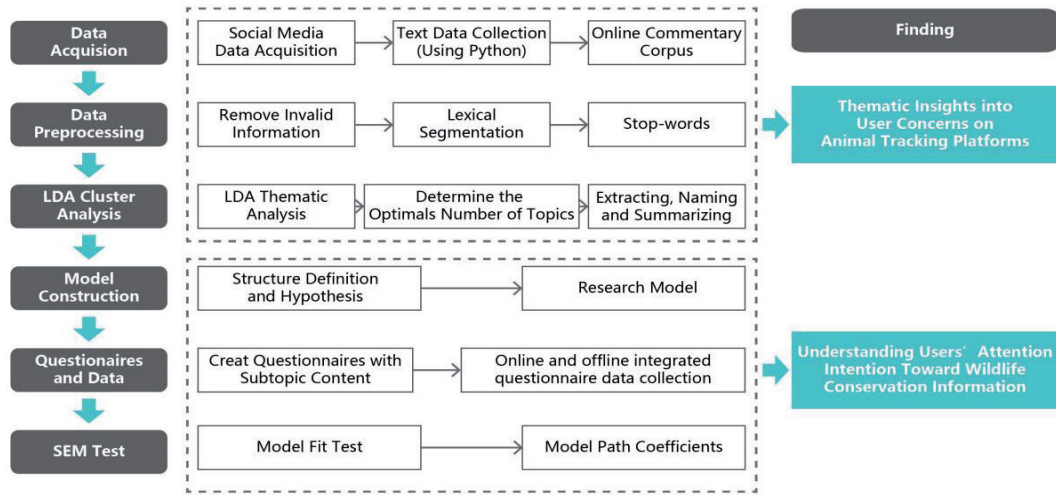 Data
Acquision
Social Media
Data Acquisition
Text Data Collection
(Using Python)
Online Commentary
Corpus
Finding
Data
Preprocessing
Remove Invalid
Information
Lexical
Segmentation
Stop-words
Thematic Insights into
User Concerns on
Animal Tracking Platforms
LDA Cluster
Analysis
LDA Thematic
Analysis
Determine the
Optimals Number of Topics
Extracting, Naming
and Summarizing
Model
Construction
Structure Definition
and Hypothesis
Research Model
Questionaires
and Data
Creat Questionnaires with
Subtopic Content
Online and offline integrated
questionnaire data collection
Understanding Users′ Attention
Intention Toward Wildlife
Conservation Information
SEM Test
Model Fit Test
Model Path Coefficients